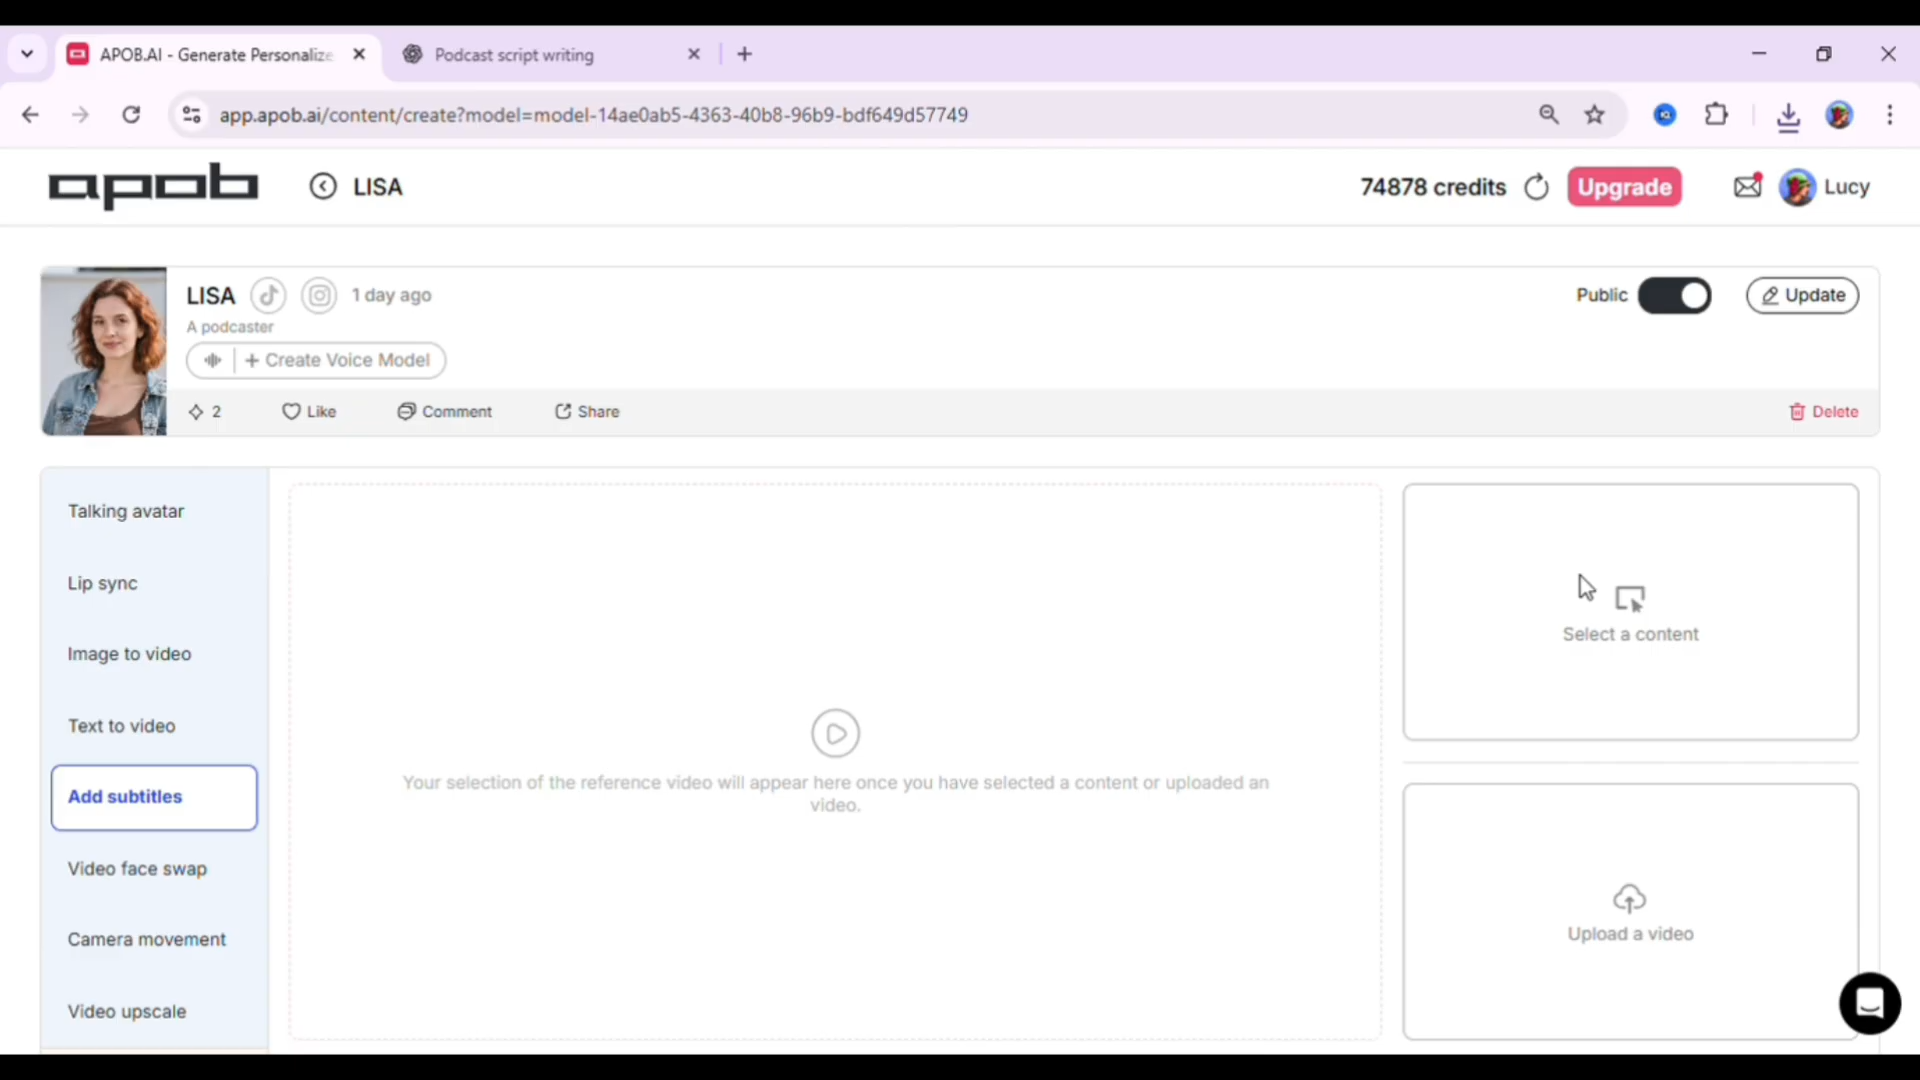 APOB.AI - Generate Personalize
Podcast script writing
app.apob.ai/content/create?model=model-14ae0ab5-4363-40b8-96b9-bdf649d57749
apob
LISA
74878 credits
Upgrade
Lucy
LISA
1 day ago
Public
Update
A podcaster
+ Create Voice Model
2
Like
Comment
Share
Delete
Talking avatar
Lip sync
Image to video
Text to video
Add subtitles
Video face swap
Camera movement
Video upscale
Your selection of the reference video will appear here once you have selected a content or uploaded an
video.
Select a content
Upload a video